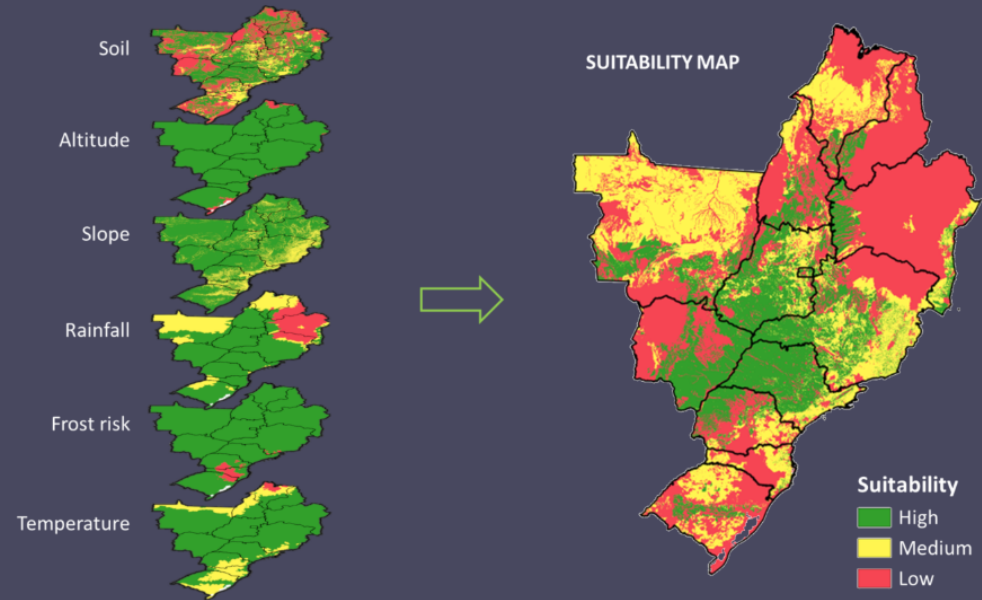 Soil
Altitude
Slope
Rainfall
Frost risk
Temperature
SUITABILITY MAP
Suitability
High
Medium
Low